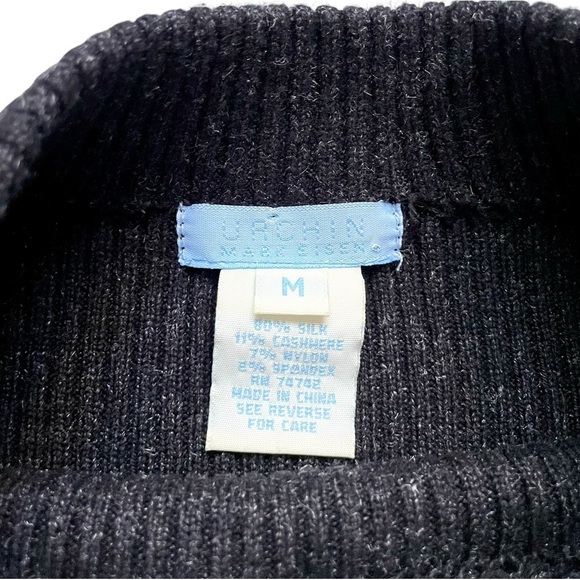 URCHIN
MARK EISEN
M
80% SILK
11% CASHMERE
7% NYLON
2% SPANDEX
RN 74742
MADE IN CHINA
SEE REVERSE
FOR CARE